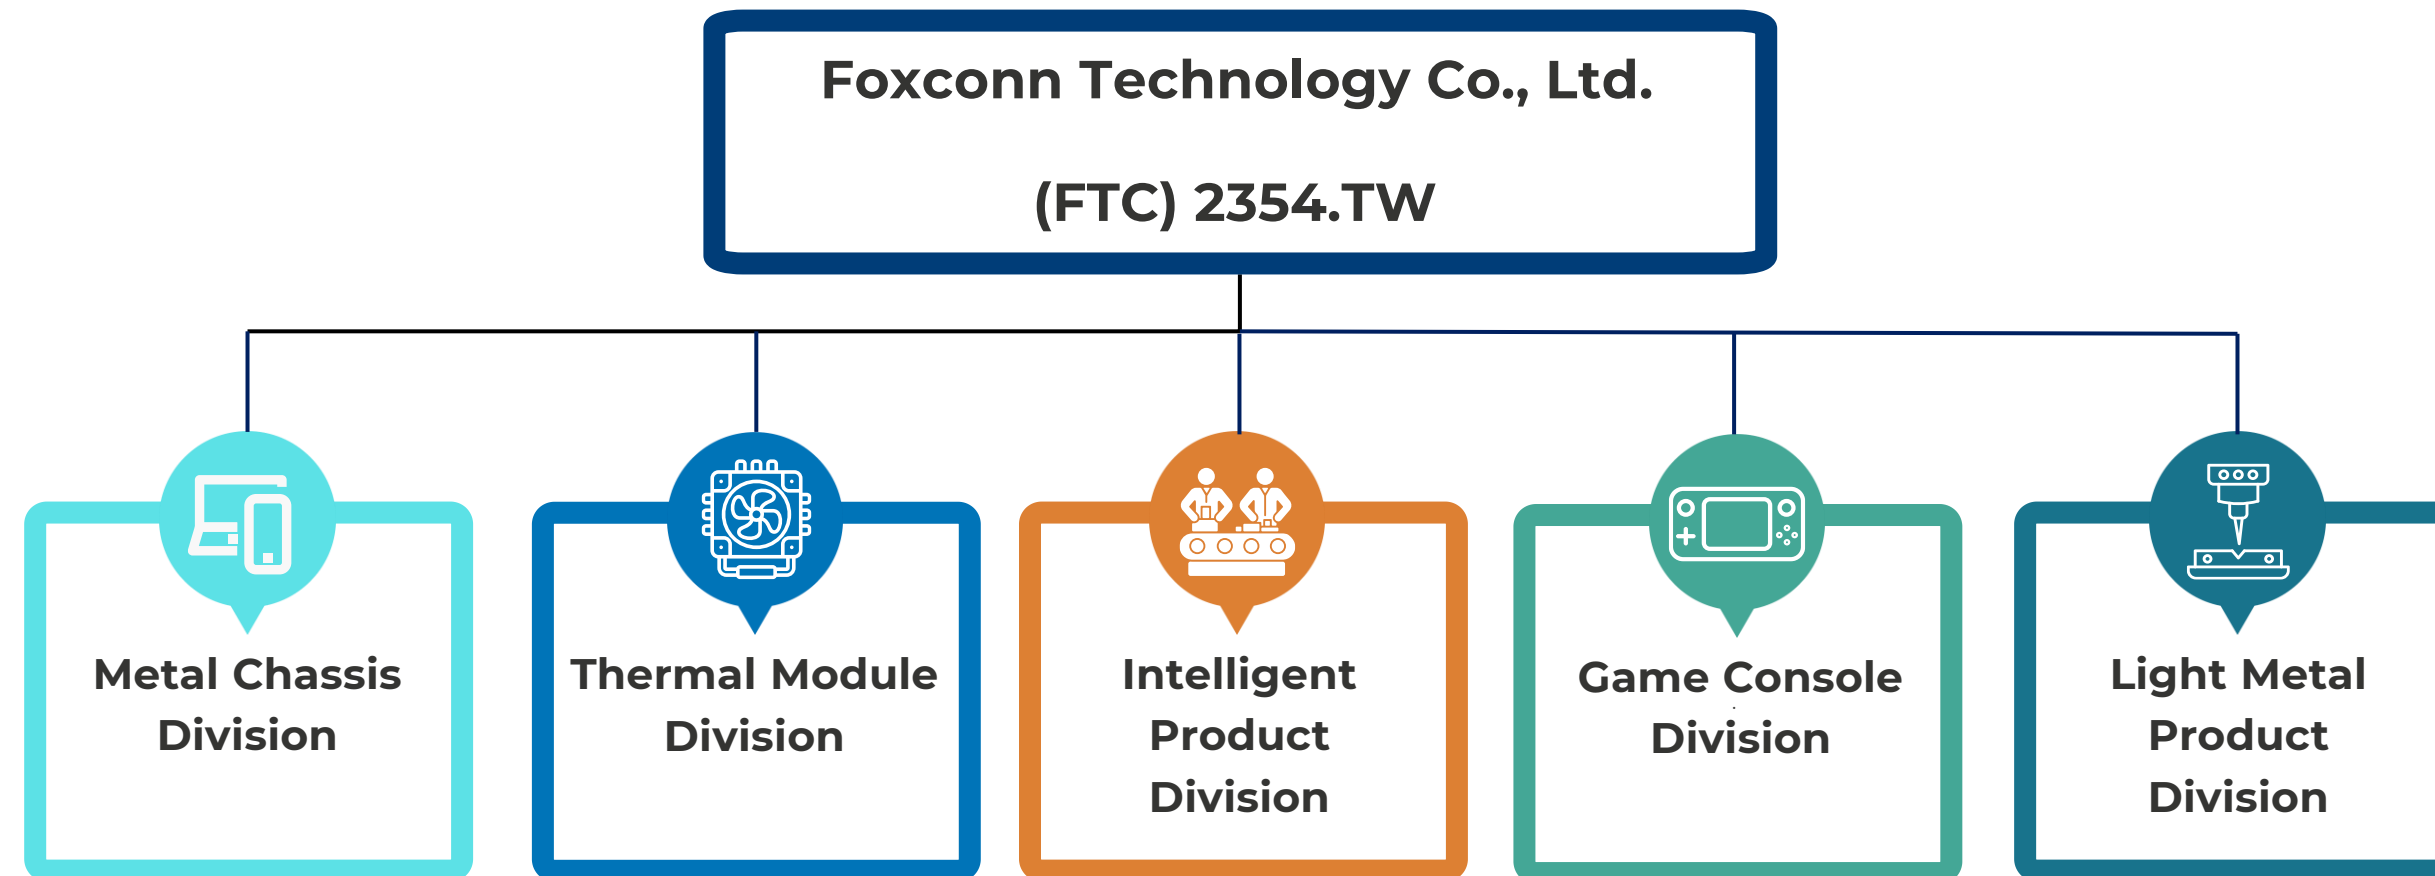 Foxconn Technology Co., Ltd.
(FTC) 2354.TW
Metal Chassis
Division
Thermal Module
Division
Intelligent
Product
Division
Game Console
Division
Light Metal
Product
Division